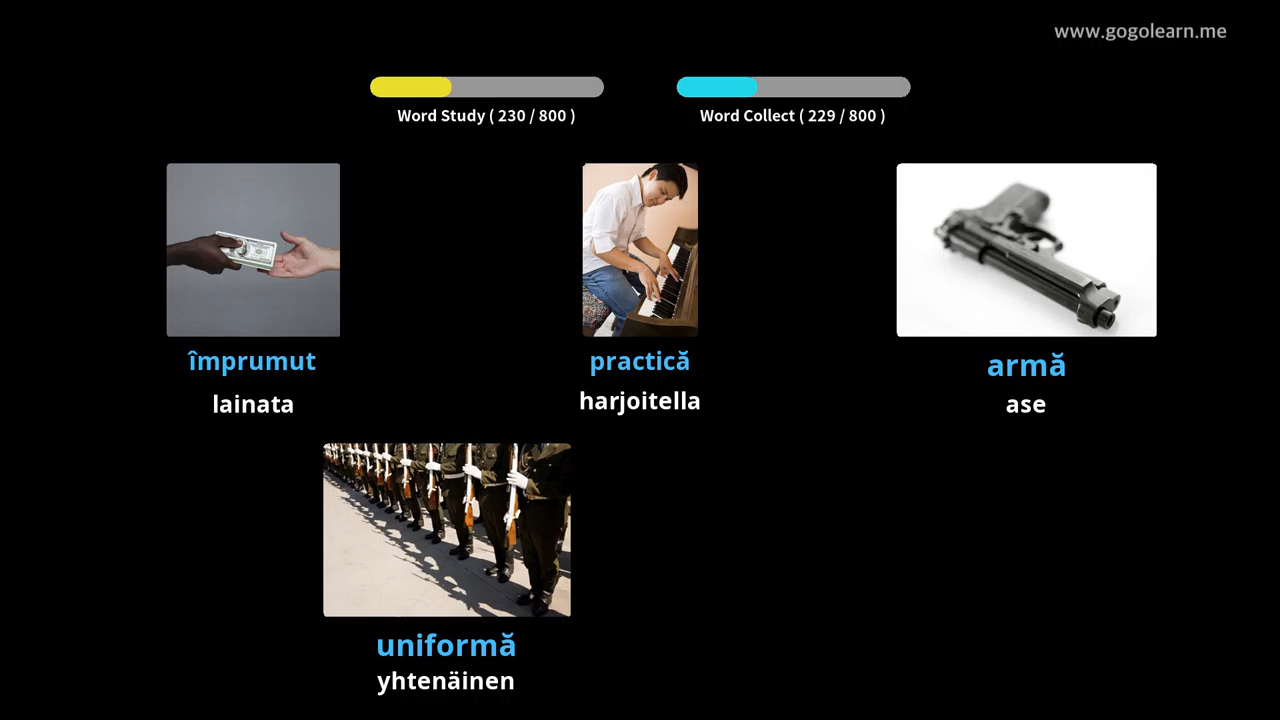 www.gogolearn.me
Word Study ( 230 / 800 )
Word Collect ( 229 / 800 )
împrumut
lainata
practică
harjoitella
armă
ase
uniformă
yhtenäinen